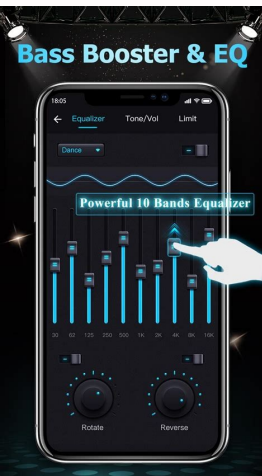 Bass Booster & EQ
18:05
Equalizer Tone/Vol Limit
Dance
Powerful 10 Bands Equalizer
30 62 125 250 500 1K 2K 4K 8K 16K
Rotate Reverse